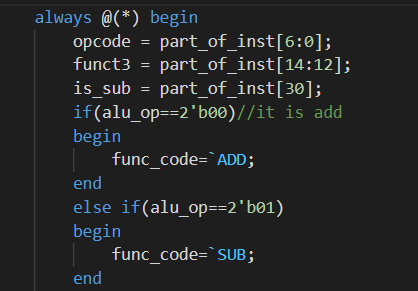 always @(*) begin
opcode = part_of_inst[6:0];
funct3 = part_of_inst[14:12];
is_sub = part_of_inst[30];
if(alu_op==2'b00)//it is add
begin
func_code=`ADD;
end
else if(alu_op==2'b01)
begin
func_code=`SUB;
end